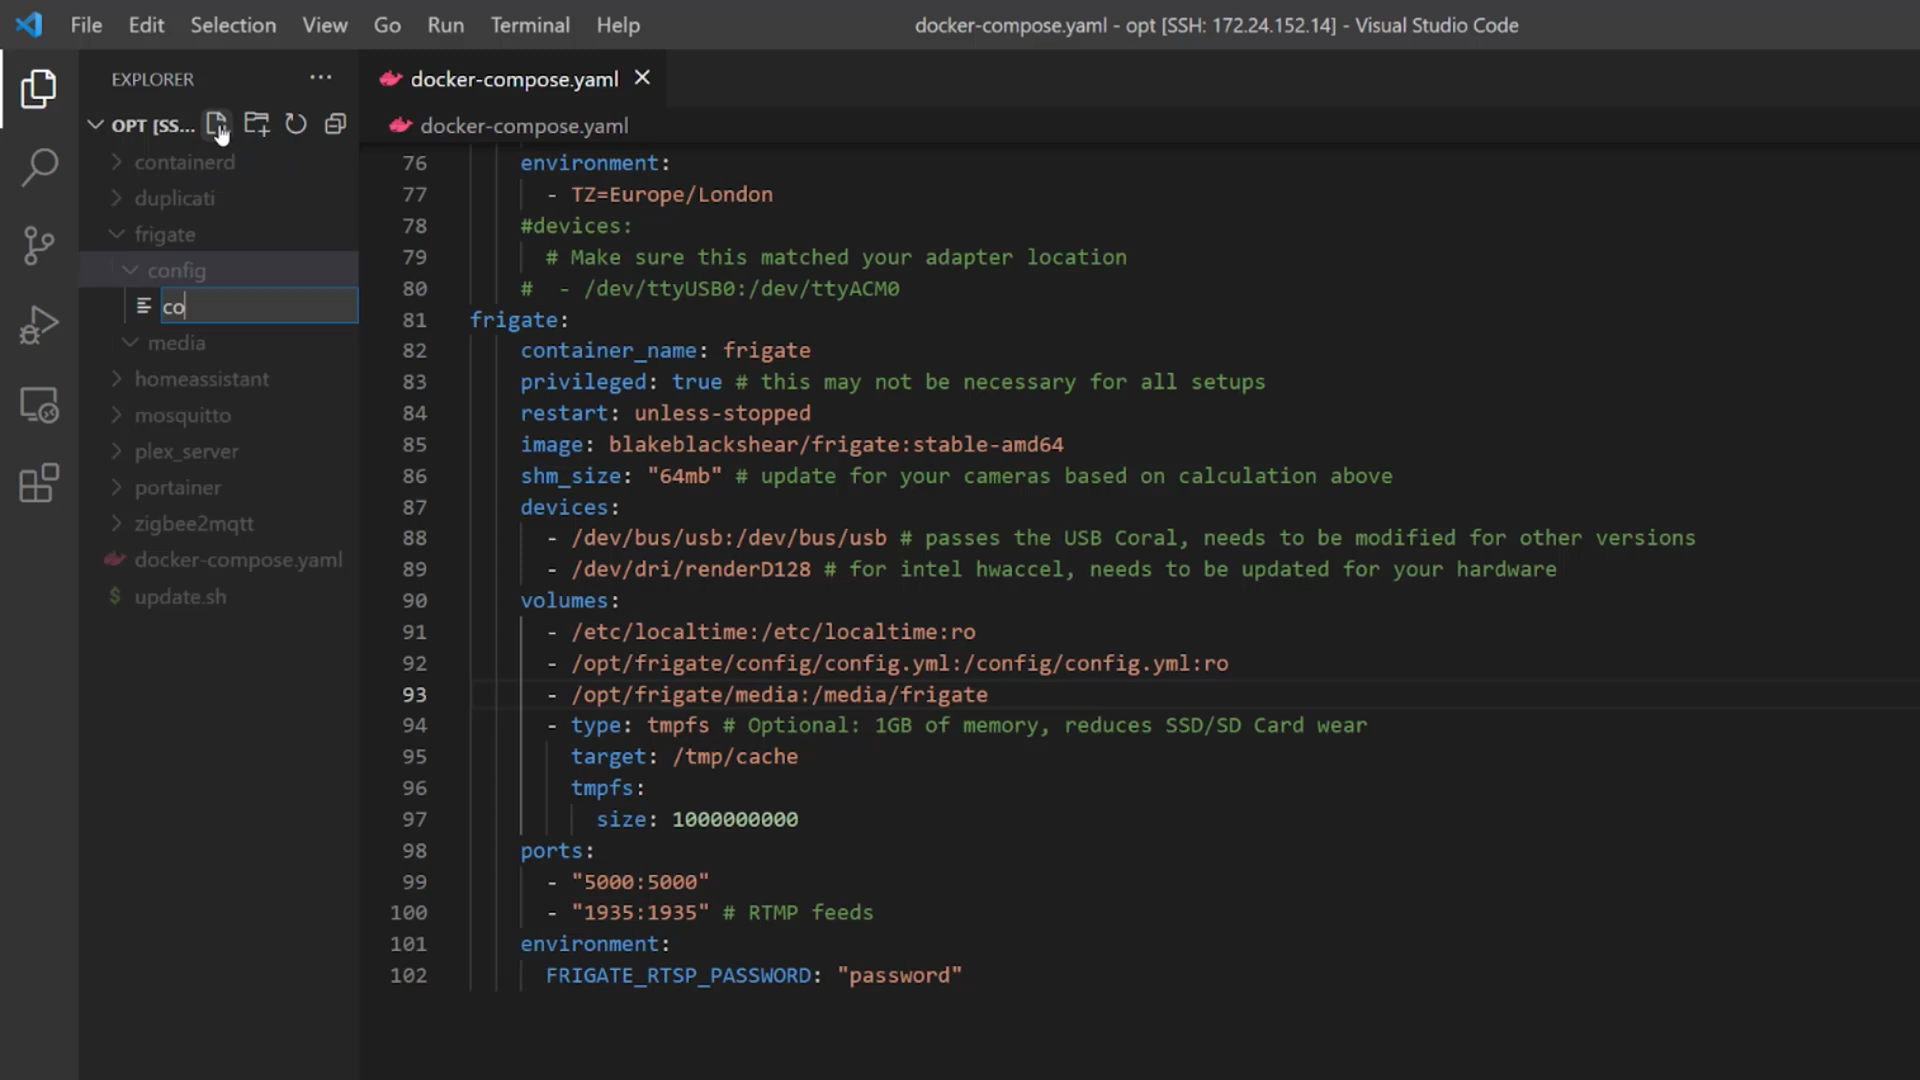 File Edit Selection View Go Run Terminal Help
docker-compose.yaml - opt [SSH: 172.24.152.14] - Visual Studio Code
EXPLORER
OPT [SS...
containerd
duplicati
frigate
config
co
media
homeassistant
mosquitto
plex_server
portainer
zigbee2mqtt
docker-compose.yaml
$ update.sh
docker-compose.yaml
docker-compose.yaml
76 environment:
77 - TZ=Europe/London
78 #devices:
79 # Make sure this matched your adapter location
80 # - /dev/ttyUSB0:/dev/ttyACM0
81 frigate:
82 container_name: frigate
83 privileged: true # this may not be necessary for all setups
84 restart: unless-stopped
85 image: blakeblackshear/frigate:stable-amd64
86 shm_size: "64mb" # update for your cameras based on calculation above
87 devices:
88 - /dev/bus/usb:/dev/bus/usb # passes the USB Coral, needs to be modified for other versions
89 - /dev/dri/renderD128 # for intel hwaccel, needs to be updated for your hardware
90 volumes:
91 - /etc/localtime:/etc/localtime:ro
92 - /opt/frigate/config/config.yml:/config/config.yml:ro
93 - /opt/frigate/media:/media/frigate
94 - type: tmpfs # Optional: 1GB of memory, reduces SSD/SD Card wear
95 target: /tmp/cache
96 tmpfs:
97 size: 1000000000
98 ports:
99 - "5000:5000"
100 - "1935:1935" # RTMP feeds
101 environment:
102 FRIGATE_RTSP_PASSWORD: "password"